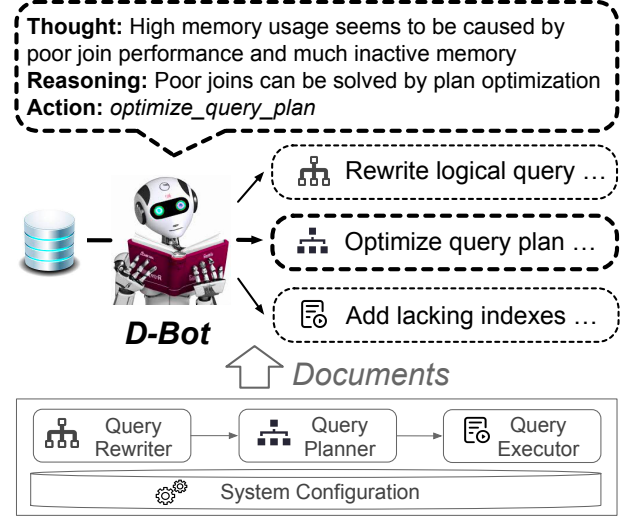 Thought: High memory usage seems to be caused by
poor join performance and much inactive memory
Reasoning: Poor joins can be solved by plan optimization
Action: optimize_query_plan
Rewrite logical query …
Optimize query plan …
Add lacking indexes …
D-Bot
Documents
Query
Rewriter
Query
Planner
Query
Executor
System Configuration